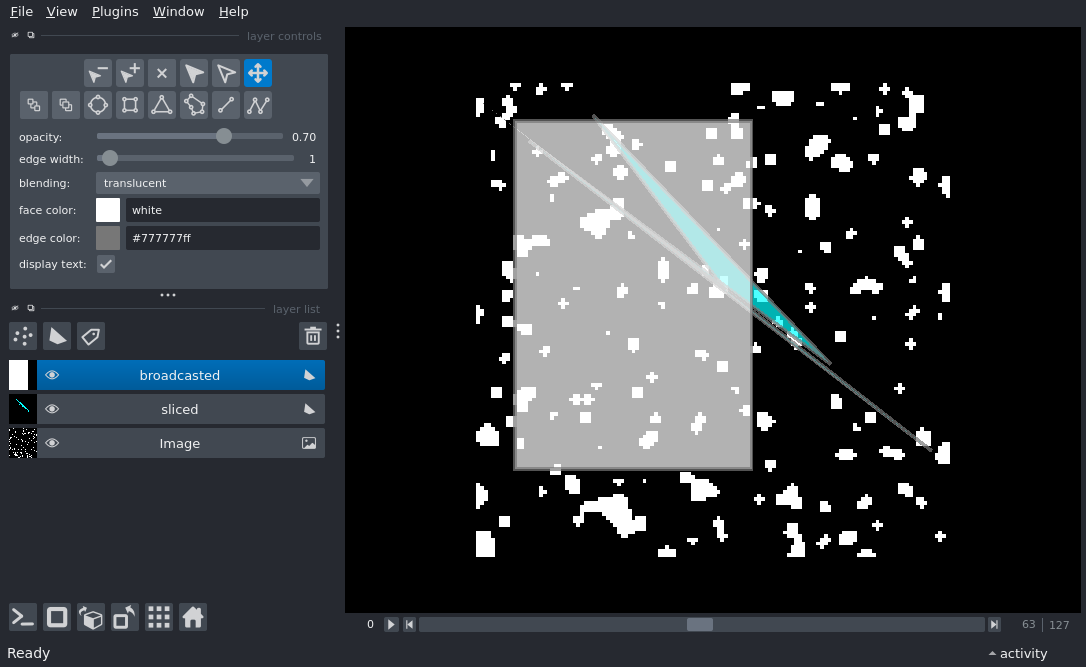 File View Plugins Window Help
layer controls
opacity: 0.70
edge width: 1
blending: translucent
face color: white
edge color: #777777ff
display text:
layer list
broadcasted
sliced
Image
0 63 127
Ready activity